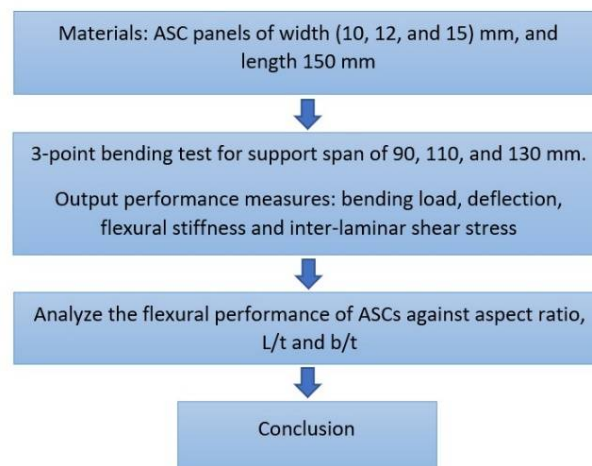 Materials: ASC panels of width (10, 12, and 15) mm, and
length 150 mm
3-point bending test for support span of 90, 110, and 130 mm.
Output performance measures: bending load, deflection,
flexural stiffness and inter-laminar shear stress
Analyze the flexural performance of ASCs against aspect ratio,
L/t and b/t
Conclusion